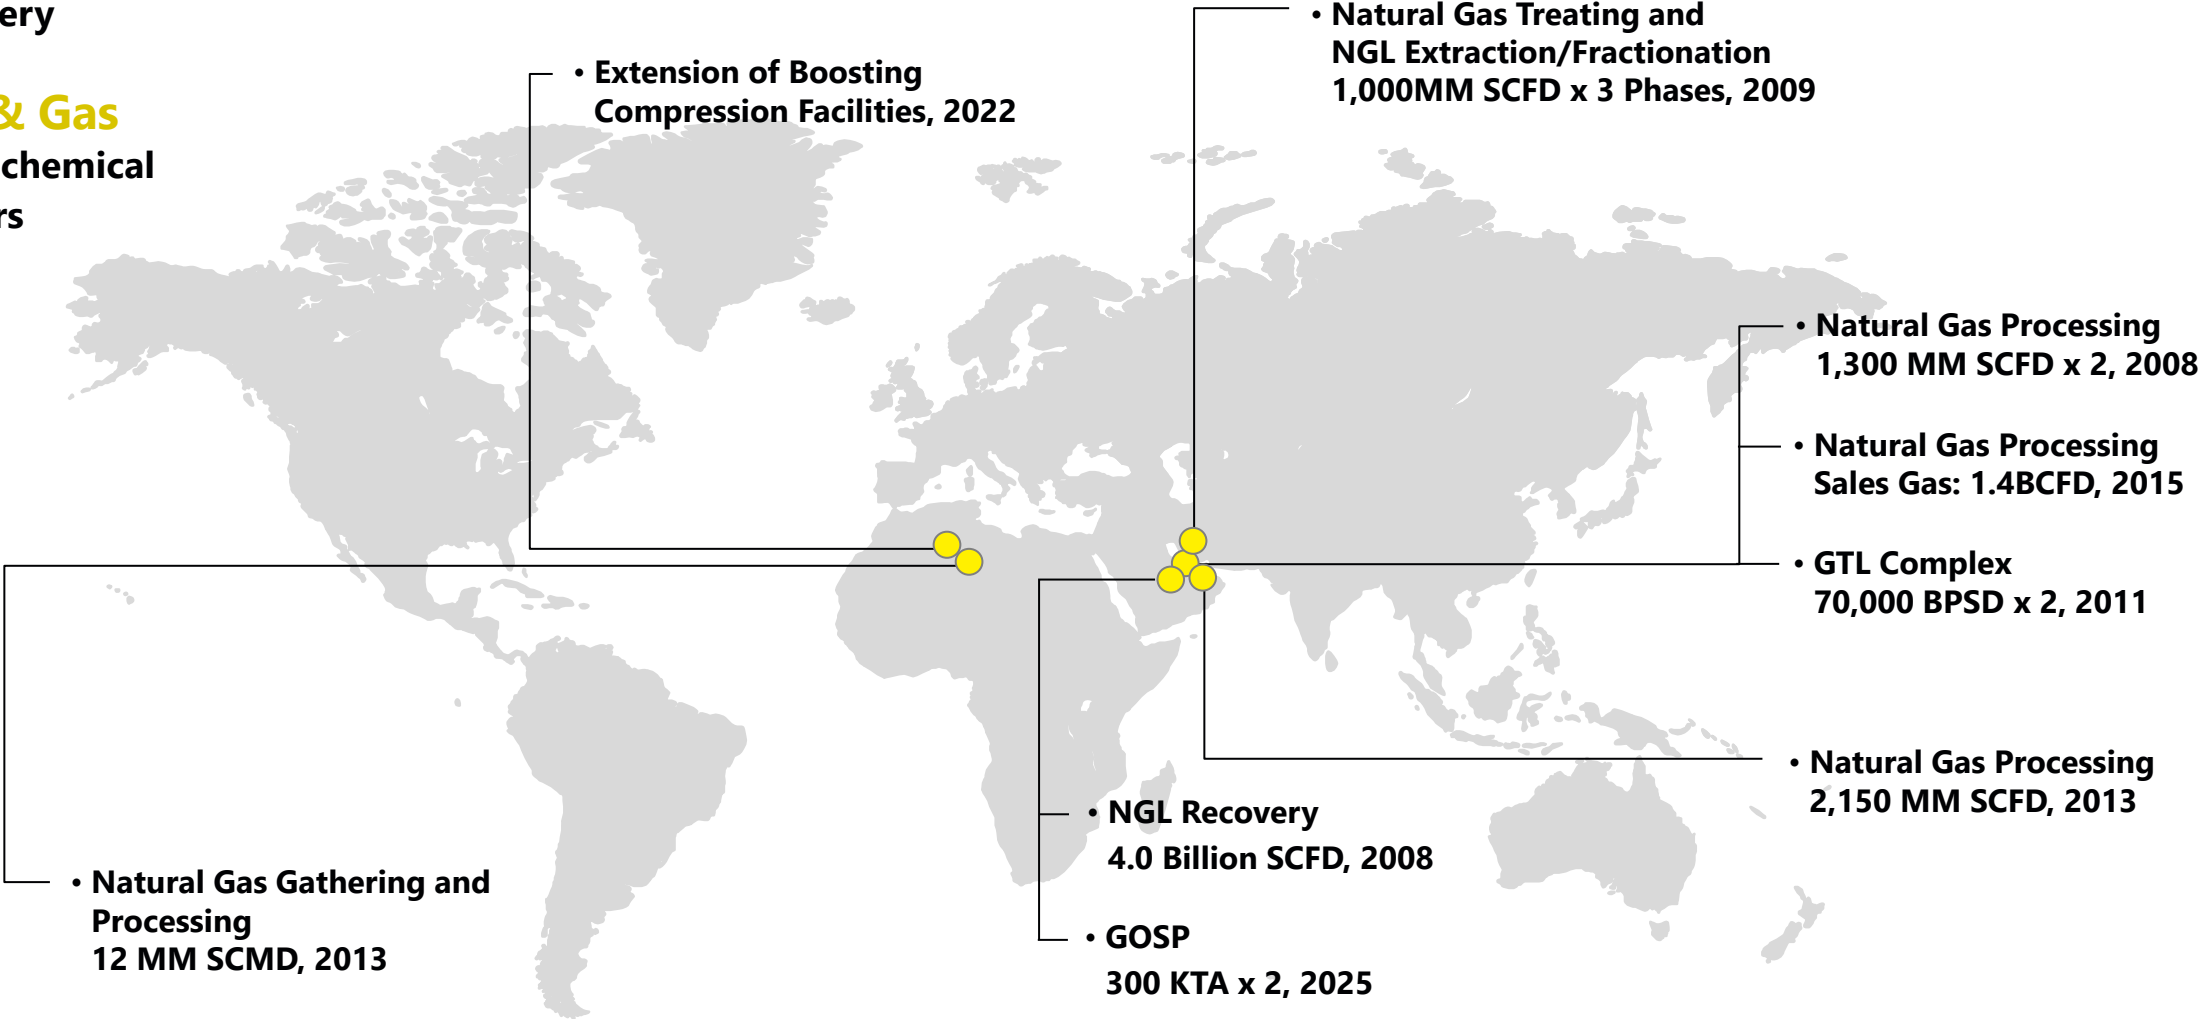 ery
& Gas
chemical
rs
• Extension of Boosting
Compression Facilities, 2022
• Natural Gas Treating and
NGL Extraction/Fractionation
1,000MM SCFD x 3 Phases, 2009
• Natural Gas Processing
1,300 MM SCFD x 2, 2008
• Natural Gas Processing
Sales Gas: 1.4BCFD, 2015
• GTL Complex
70,000 BPSD x 2, 2011
• Natural Gas Processing
2,150 MM SCFD, 2013
• NGL Recovery
4.0 Billion SCFD, 2008
• GOSP
300 KTA x 2, 2025
• Natural Gas Gathering and
Processing
12 MM SCMD, 2013